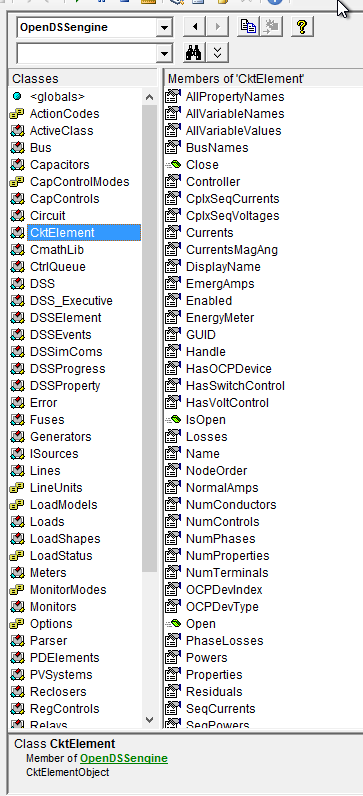 OpenDSSengine
Classes
<globals>
ActionCodes
ActiveClass
Bus
Capacitors
CapControlModes
CapControls
Circuit
CktElement
CmathLib
CtrlQueue
DSS
DSS_Executive
DSSElement
DSSEvents
DSSimComs
DSSProgress
DSSProperty
Error
Fuses
Generators
ISources
Lines
LineUnits
LoadModels
Loads
LoadShapes
LoadStatus
Meters
MonitorModes
Monitors
Options
Parser
PDElements
PVSystems
Reclosers
RegControls
Relays
Members of 'CktElement'
AllPropertyNames
AllVariableNames
AllVariableValues
BusNames
Close
Controller
CplxSeqCurrents
CplxSeqVoltages
Currents
CurrentsMagAng
DisplayName
EmergAmps
Enabled
EnergyMeter
GUID
Handle
HasOCPDevice
HasSwitchControl
HasVoltControl
IsOpen
Losses
Name
NodeOrder
NormalAmps
NumConductors
NumControls
NumPhases
NumProperties
NumTerminals
OCPDevIndex
OCPDevType
Open
PhaseLosses
Powers
Properties
Residuals
SeqCurrents
SeqPowers
Class CktElement
Member of OpenDSSengine
CktElementObject